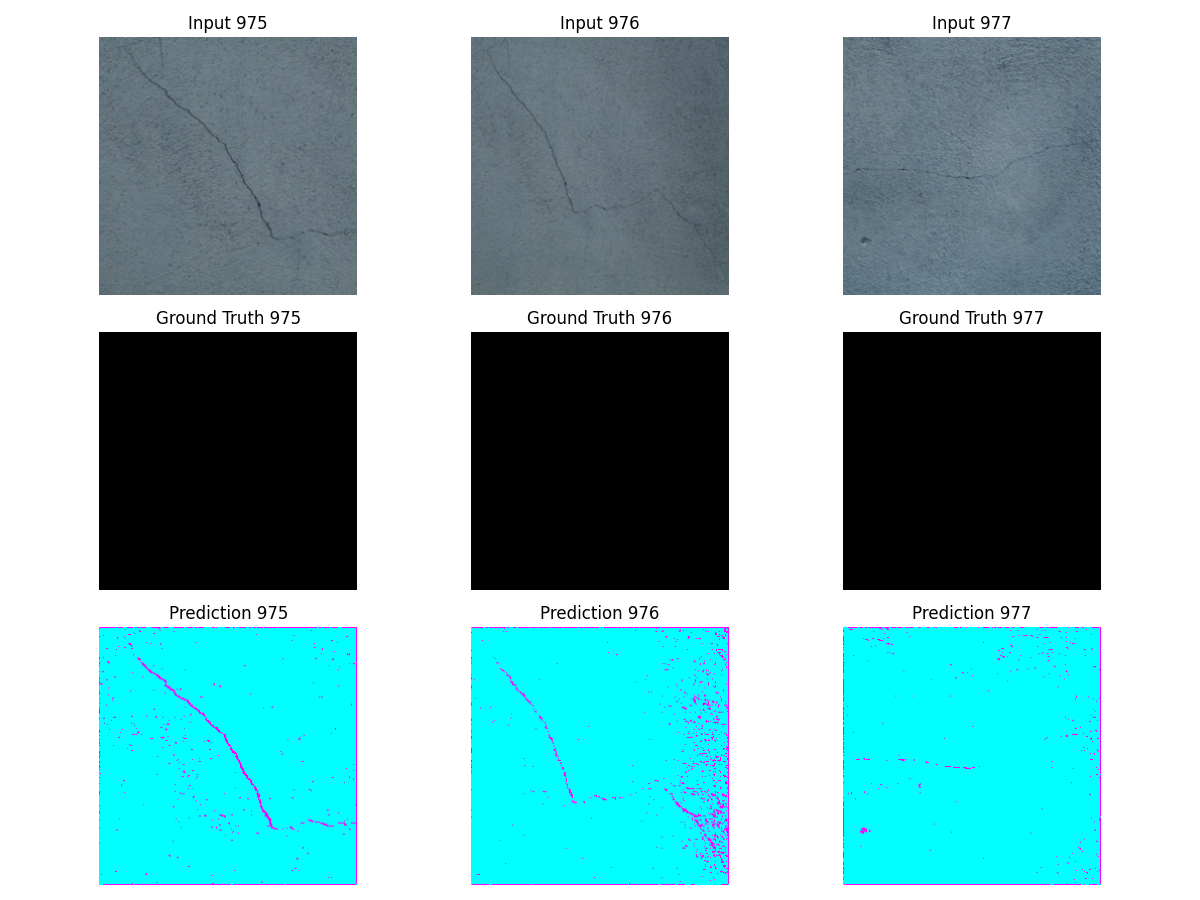 Input 975
Input 976
Input 977
Ground Truth 975
Ground Truth 976
Ground Truth 977
Prediction 975
Prediction 976
Prediction 977